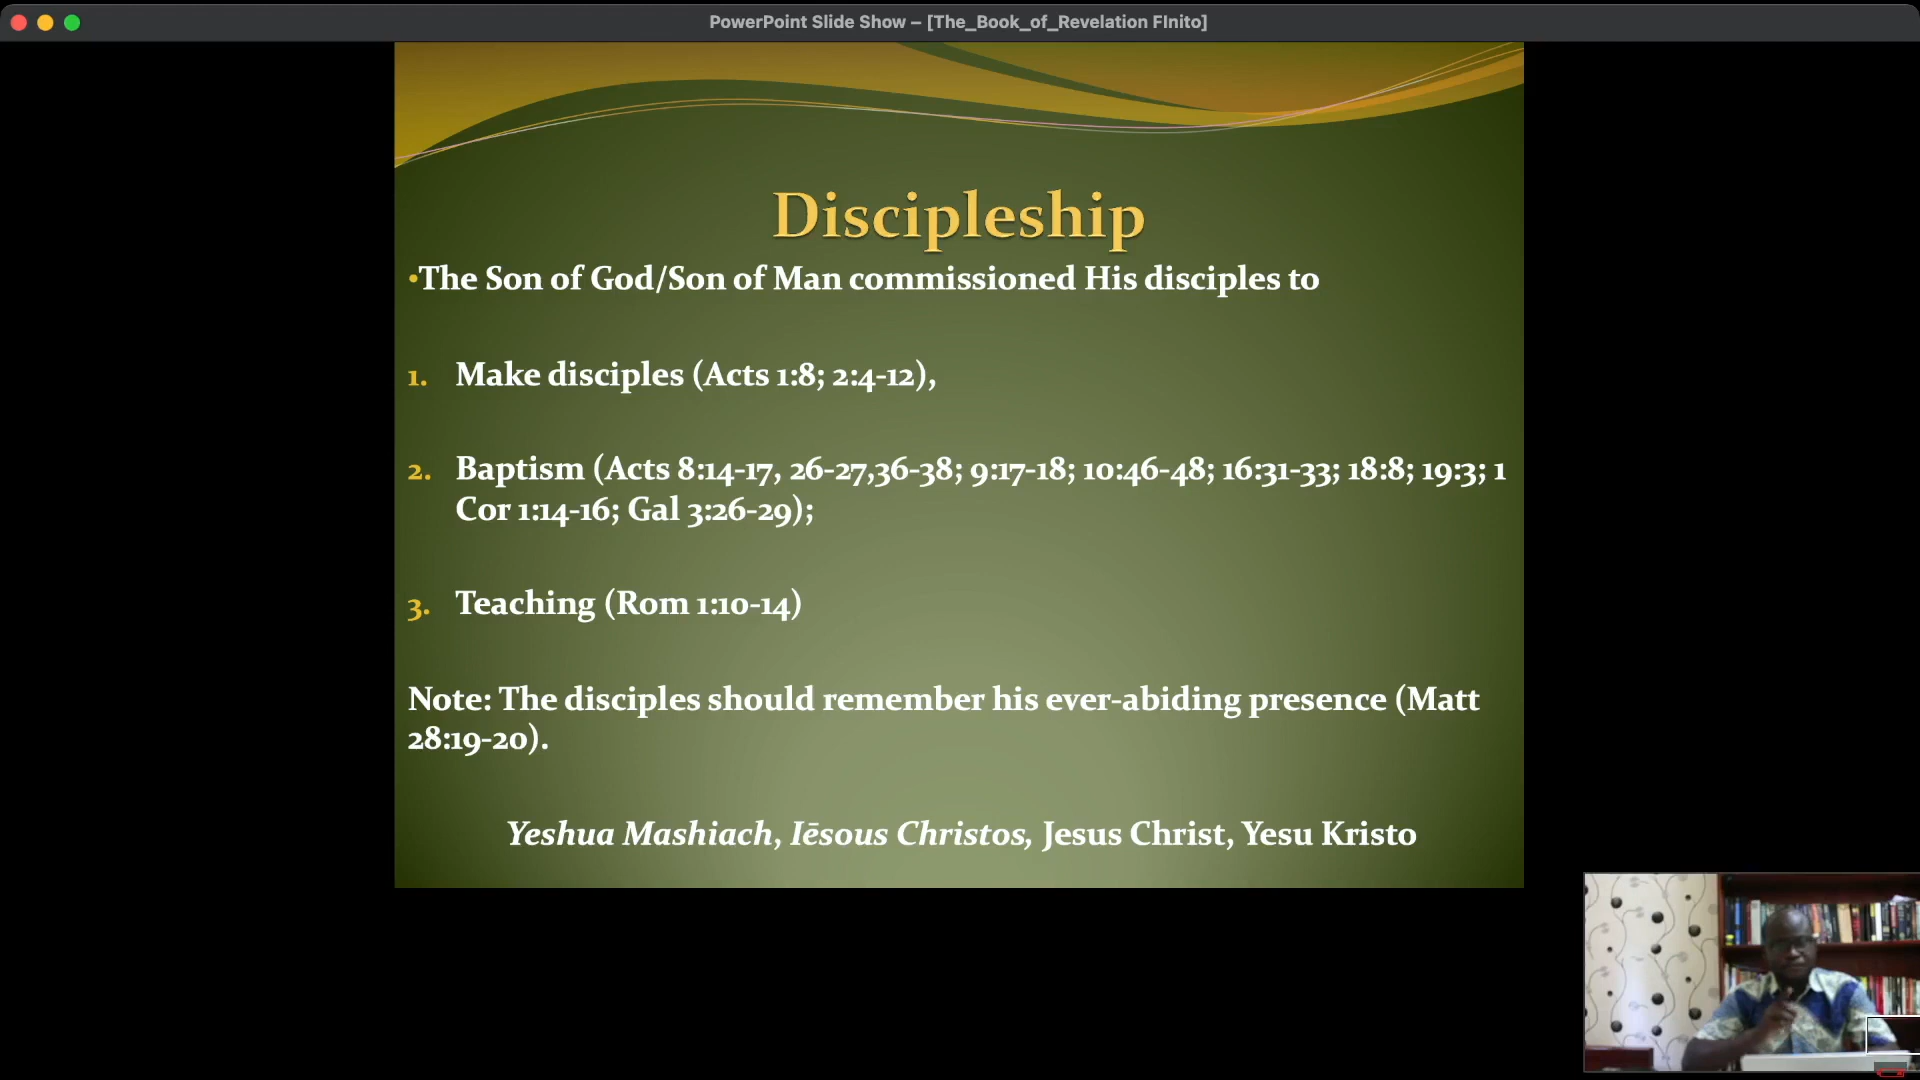 PowerPoint Slide Show – [The_Book_of_Revelation FInito]
Discipleship
•The Son of God/Son of Man commissioned His disciples to
1. Make disciples (Acts 1:8; 2:4-12),
2. Baptism (Acts 8:14-17, 26-27,36-38; 9:17-18; 10:46-48; 16:31-33; 18:8; 19:3; 1
Cor 1:14-16; Gal 3:26-29);
3. Teaching (Rom 1:10-14)
Note: The disciples should remember his ever-abiding presence (Matt
28:19-20).
Yeshua Mashiach, Iēsous Christos, Jesus Christ, Yesu Kristo